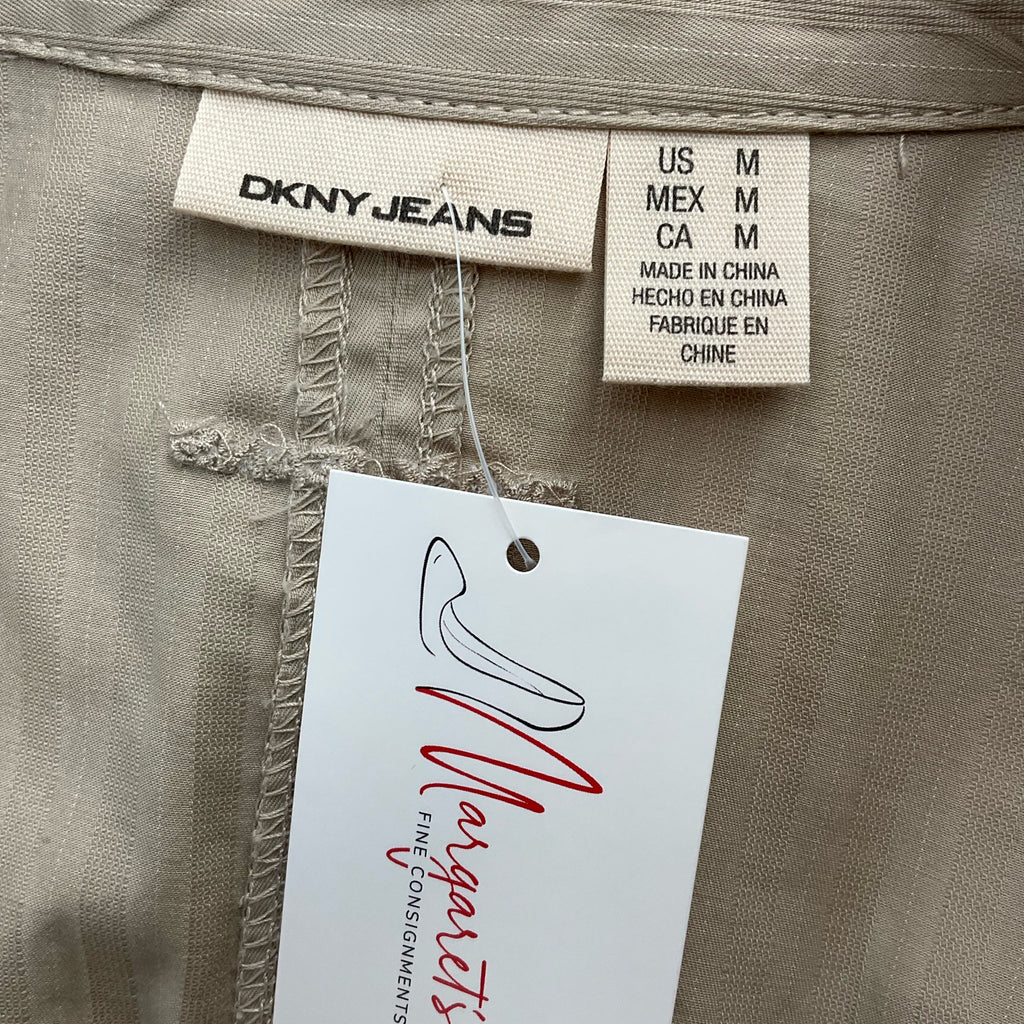 DKNY JEANS
US M
MEX M
CA M
MADE IN CHINA
HECHO EN CHINA
FABRIQUE EN
CHINE
Margaret's
FINE CONSIGNMENTS